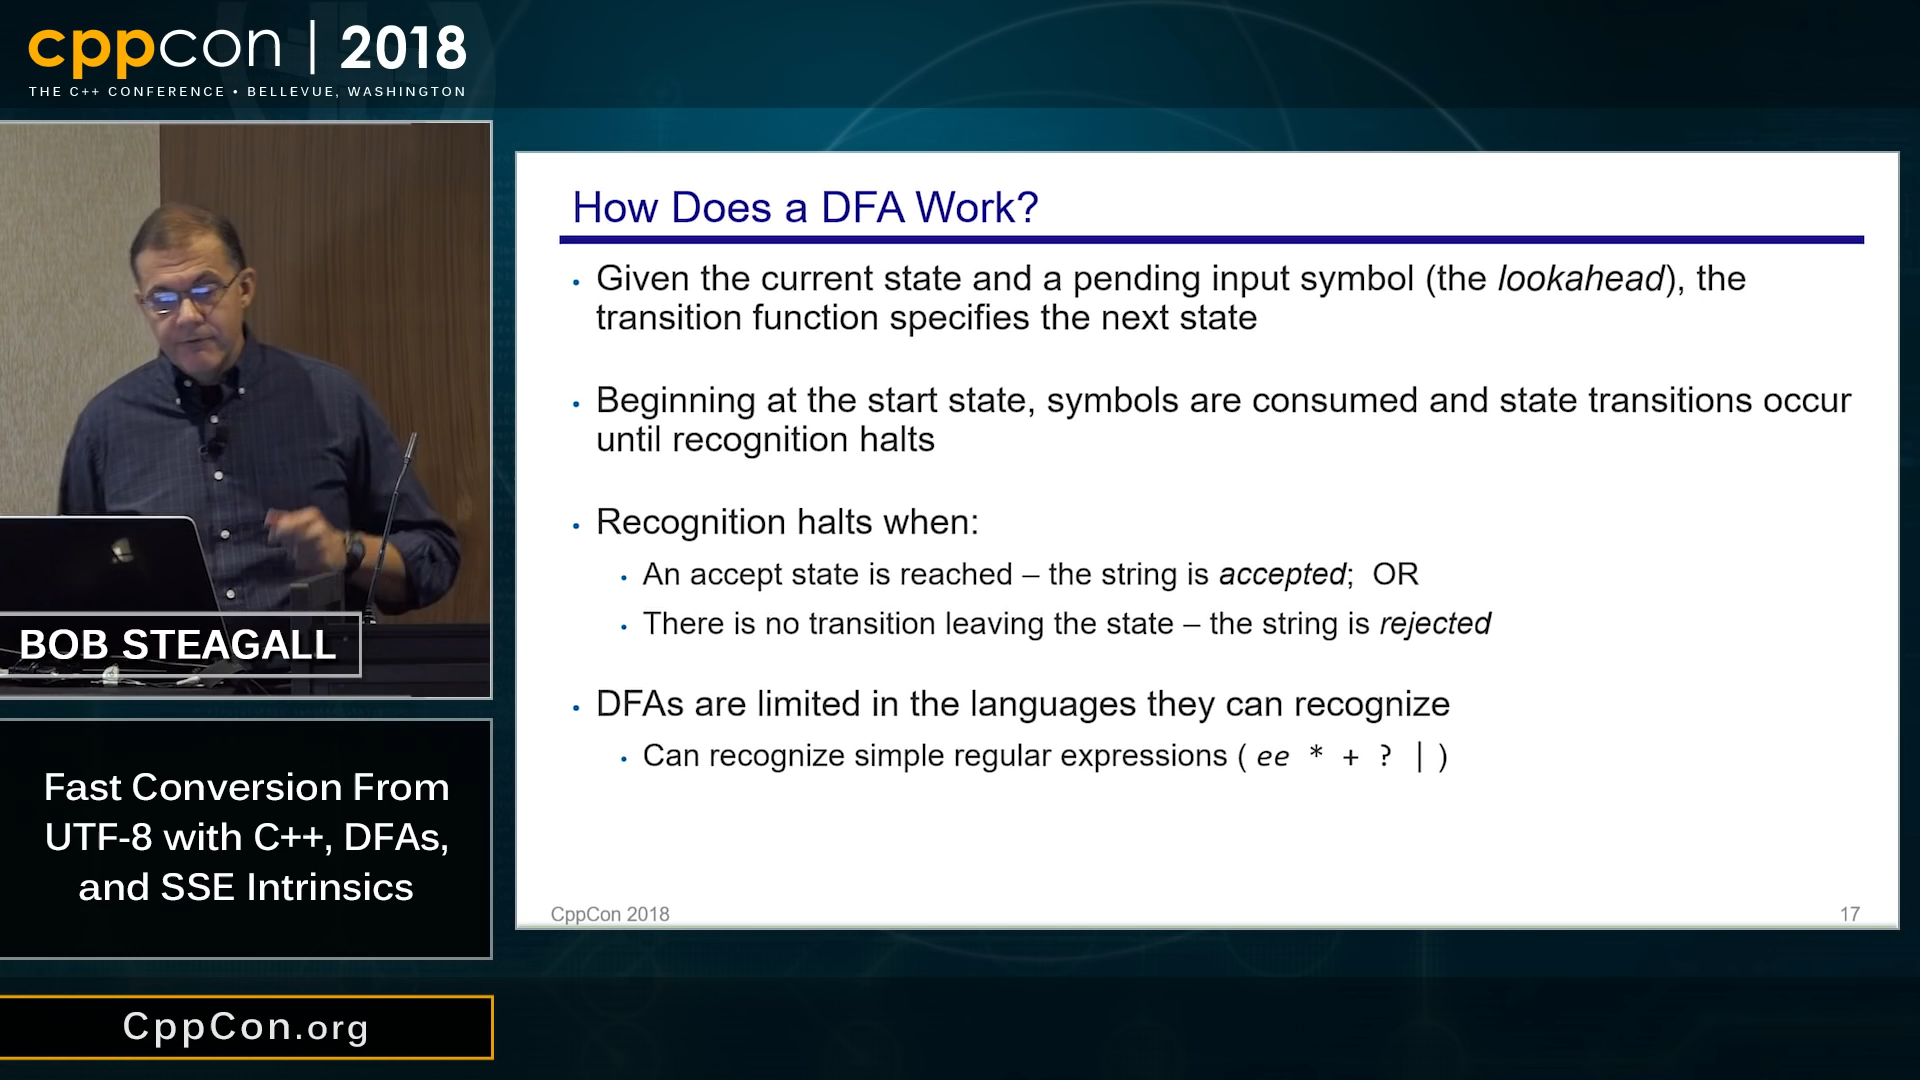 cppcon | 2018
THE C++ CONFERENCE • BELLEVUE, WASHINGTON
BOB STEAGALL
Fast Conversion From
UTF-8 with C++, DFAs,
and SSE Intrinsics
CppCon.org
How Does a DFA Work?
• Given the current state and a pending input symbol (the lookahead), the
transition function specifies the next state
• Beginning at the start state, symbols are consumed and state transitions occur
until recognition halts
• Recognition halts when:
• An accept state is reached – the string is accepted; OR
• There is no transition leaving the state – the string is rejected
• DFAs are limited in the languages they can recognize
• Can recognize simple regular expressions ( ee * + ? | )
CppCon 2018
17